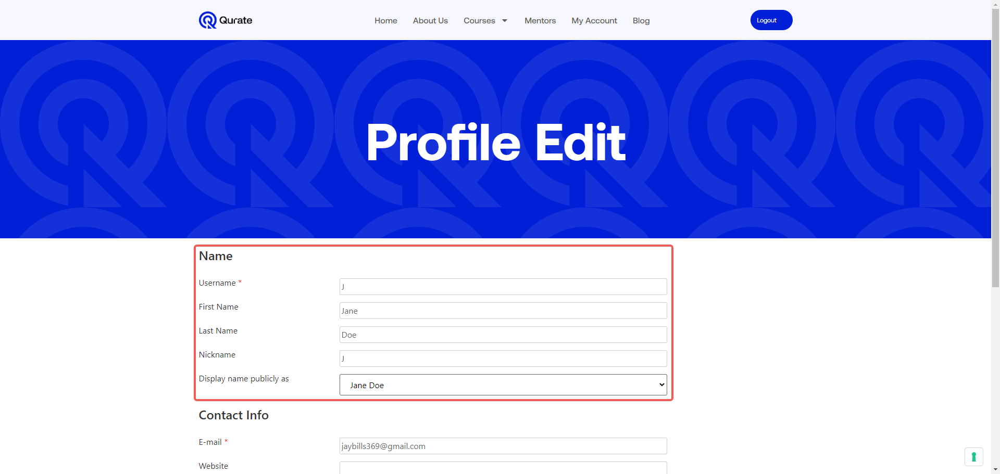 Qurate
Home
About Us
Courses
Mentors
My Account
Blog
Logout
Profile Edit
Name
Username *
J
First Name
Jane
Last Name
Doe
Nickname
J
Display name publicly as
Jane Doe
Contact Info
E-mail *
jaybills369@gmail.com
Website